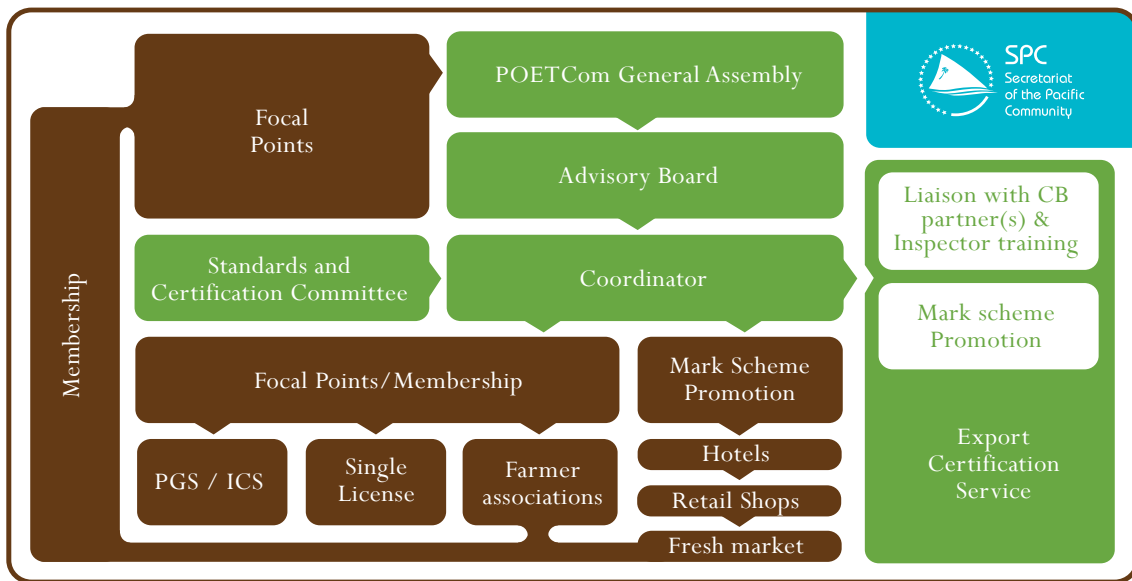 Focal
Points
POETCom General Assembly
SPC
Secretariat
of the Pacific
Community
Advisory Board
Liaison with CB
partner(s) &
Inspector training
Membership
Standards and
Certification Committee
Coordinator
Mark scheme
Promotion
Focal Points/Membership
Mark Scheme
Promotion
PGS / ICS
Single
License
Farmer
associations
Hotels
Retail Shops
Fresh market
Export
Certification
Service